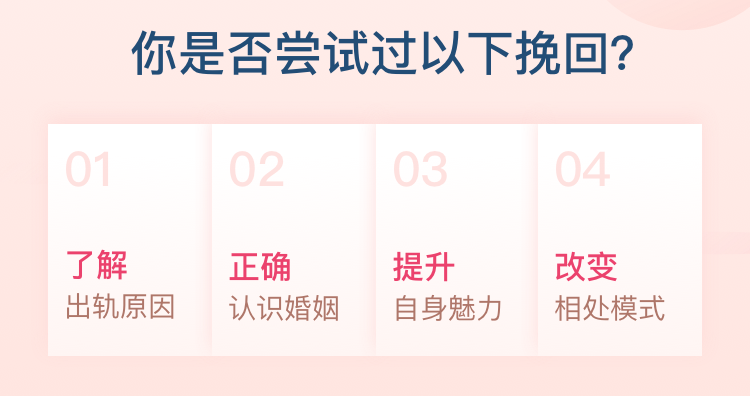 你是否尝试过以下挽回？
01
了解
出轨原因
02
正确
认识婚姻
03
提升
自身魅力
04
改变
相处模式